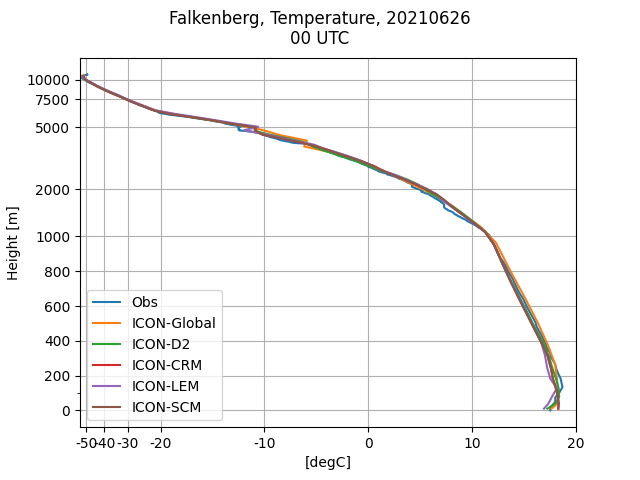 Falkenberg, Temperature, 20210626
00 UTC
10000
7500
5000
2000
1000
800
600
400
200
0
Height [m]
Obs
ICON-Global
ICON-D2
ICON-CRM
ICON-LEM
ICON-SCM
-50 -40 -30 -20 -10 0 10 20
[degC]